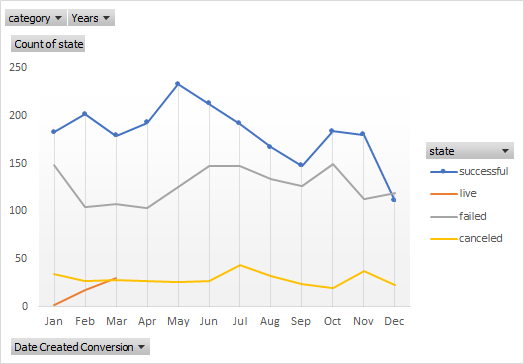 category Years
Count of state
250
200
150
100
50
0
Jan Feb Mar Apr May Jun Jul Aug Sep Oct Nov Dec
state
successful
live
failed
canceled
Date Created Conversion